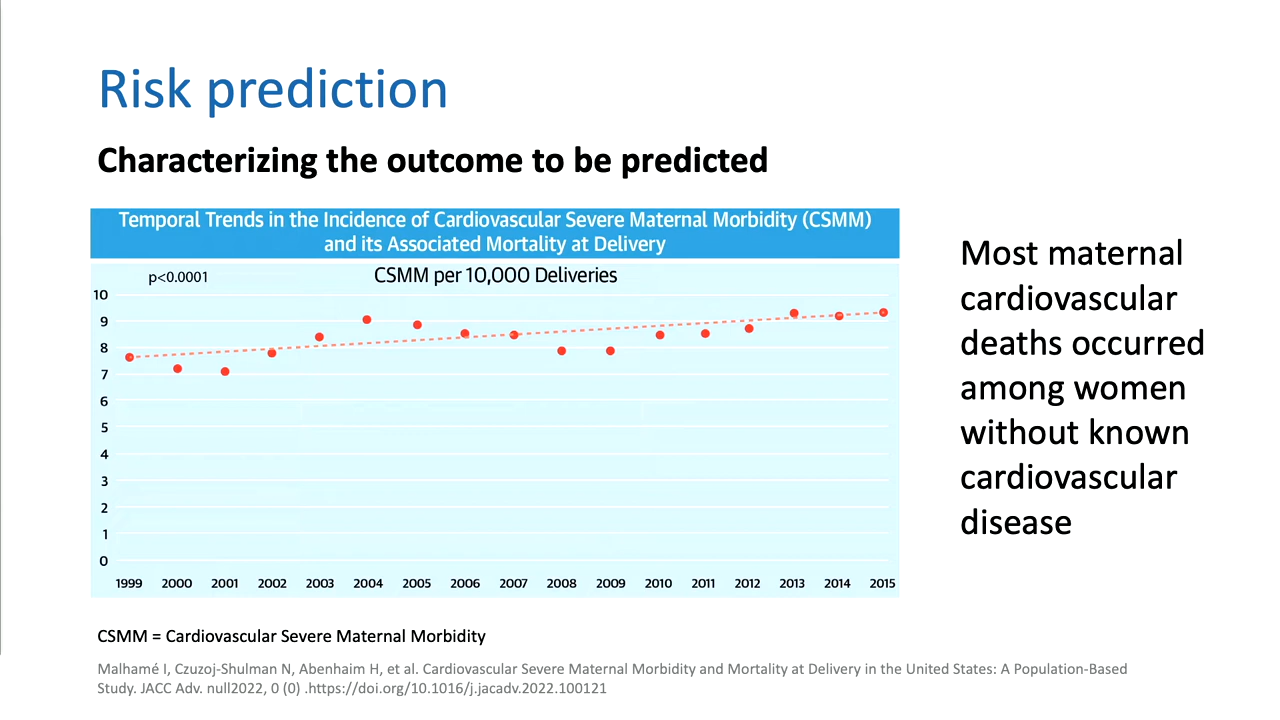 Risk prediction
Characterizing the outcome to be predicted
Temporal Trends in the Incidence of Cardiovascular Severe Maternal Morbidity (CSMM)
and its Associated Mortality at Delivery
p<0.0001
CSMM per 10,000 Deliveries
10
9
8
7
6
5
4
3
2
1
0
1999 2000 2001 2002 2003 2004 2005 2006 2007 2008 2009 2010 2011 2012 2013 2014 2015
Most maternal
cardiovascular
deaths occurred
among women
without known
cardiovascular
disease
CSMM = Cardiovascular Severe Maternal Morbidity
Malhamé I, Czuzoj-Shulman N, Abenhaim H, et al. Cardiovascular Severe Maternal Morbidity and Mortality at Delivery in the United States: A Population-Based
Study. JACC Adv. null2022, 0 (0) .https://doi.org/10.1016/j.jacadv.2022.100121